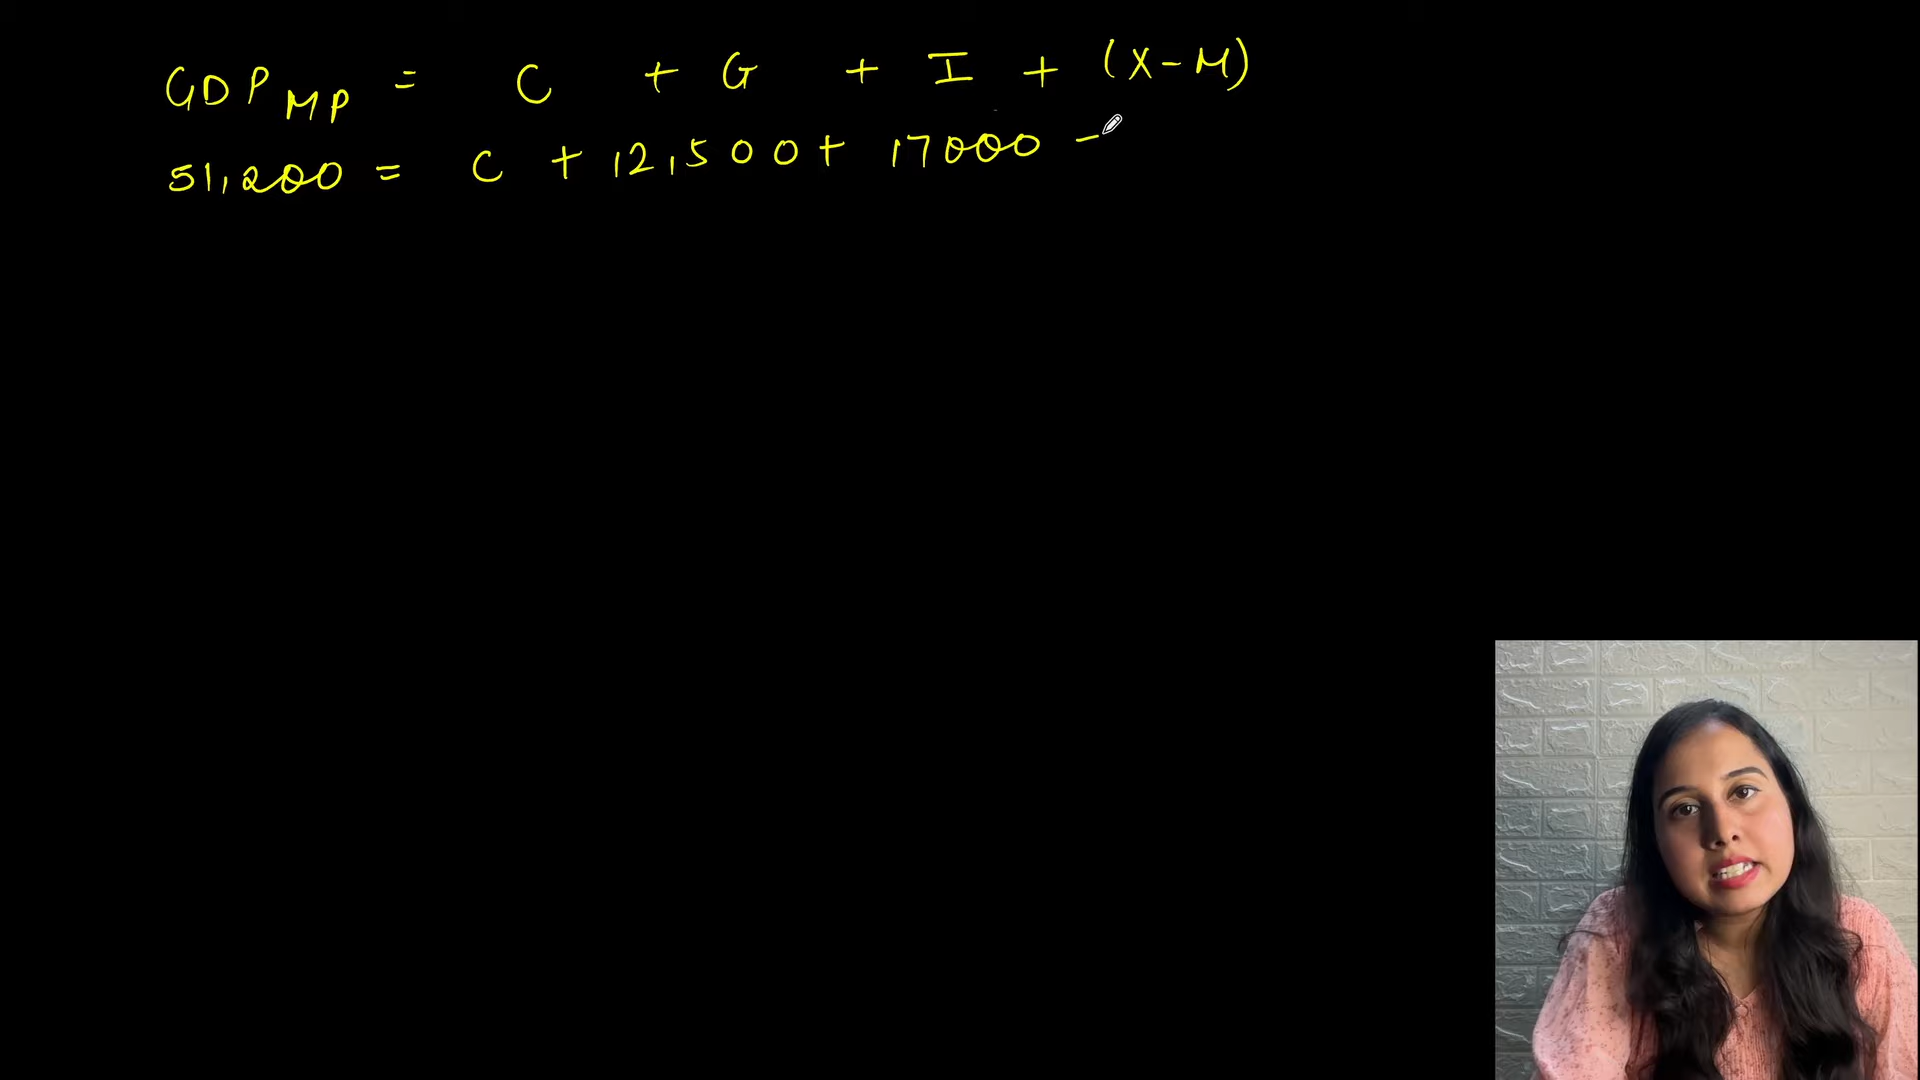 GDP MP = C + G + I + (X-M)
51,200 = C + 12,500 + 17000 -